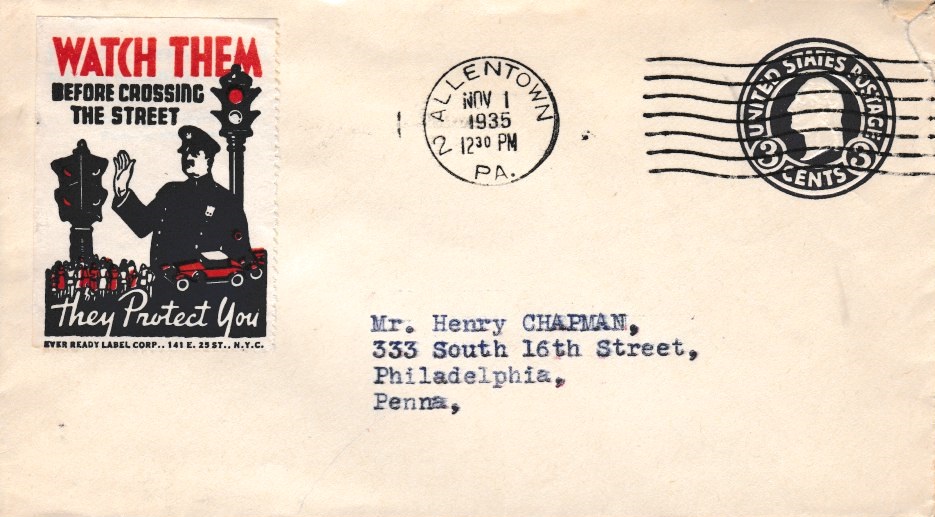 WATCH THEM
BEFORE CROSSING
THE STREET
They Protect You
EVER READY LABEL CORP., 141 E. 25 ST., N.Y.C.
2 ALLENTOWN
NOV 1
1935
12 30 PM
PA.
UNITED STATES POSTAGE
3 CENTS 3
Mr. Henry CHAPMAN,
333 South 16th Street,
Philadelphia,
Penna,